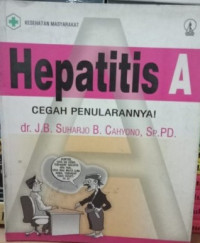 KESEHATAN MASYARAKAT
Hepatitis A
CEGAH PENULARANNYA!
dr. J.B. SUHARJO B. CAHYONO, SP.PD.